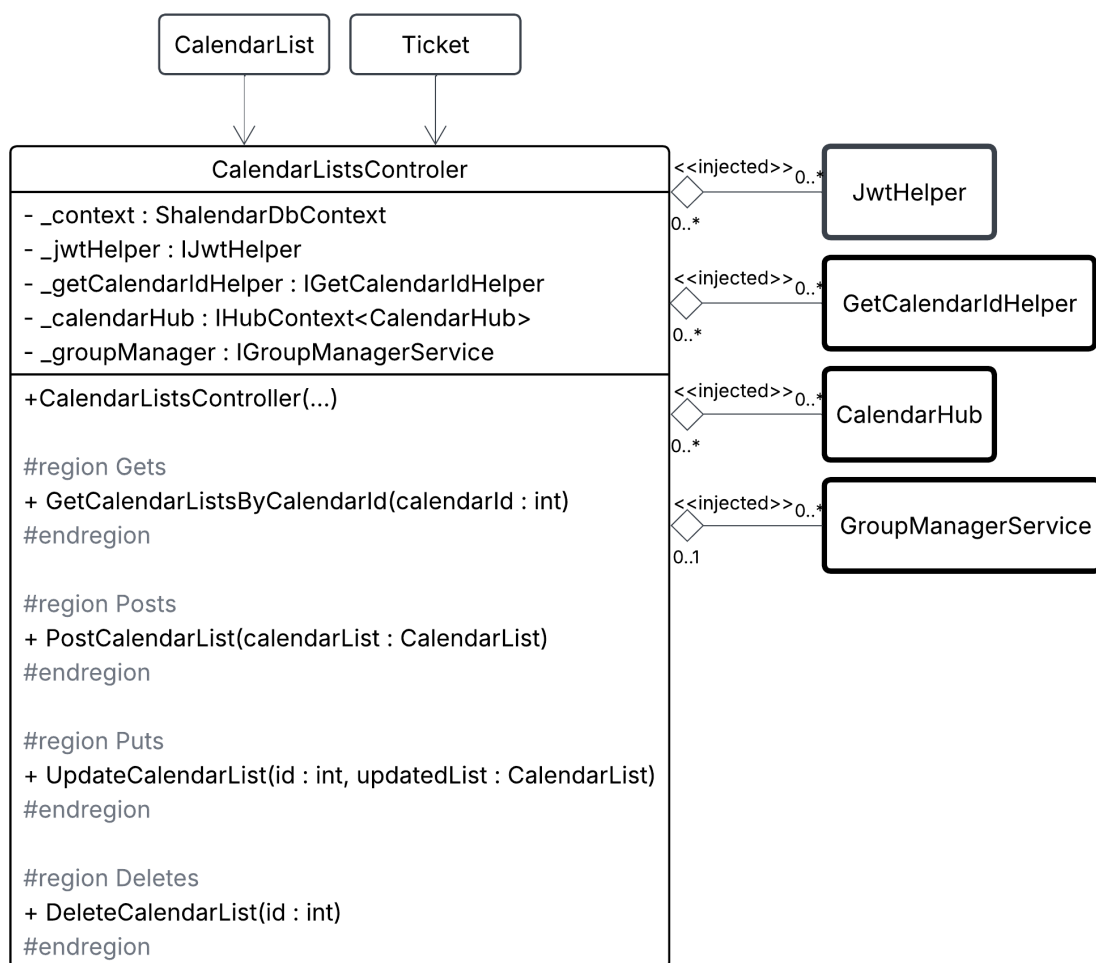 CalendarList
Ticket
CalendarListsControler
- _context : ShalendarDbContext
- _jwtHelper : IJwtHelper
- _getCalendarIdHelper : IGetCalendarIdHelper
- _calendarHub : IHubContext<CalendarHub>
- _groupManager : IGroupManagerService
+CalendarListsController(...)
#region Gets
+ GetCalendarListsByCalendarId(calendarId : int)
#endregion
#region Posts
+ PostCalendarList(calendarList : CalendarList)
#endregion
#region Puts
+ UpdateCalendarList(id : int, updatedList : CalendarList)
#endregion
#region Deletes
+ DeleteCalendarList(id : int)
#endregion
<<injected>>
0..*
0..*
JwtHelper
<<injected>>
0..*
0..*
GetCalendarIdHelper
<<injected>>
0..*
0..*
CalendarHub
<<injected>>
0..*
0..1
GroupManagerService